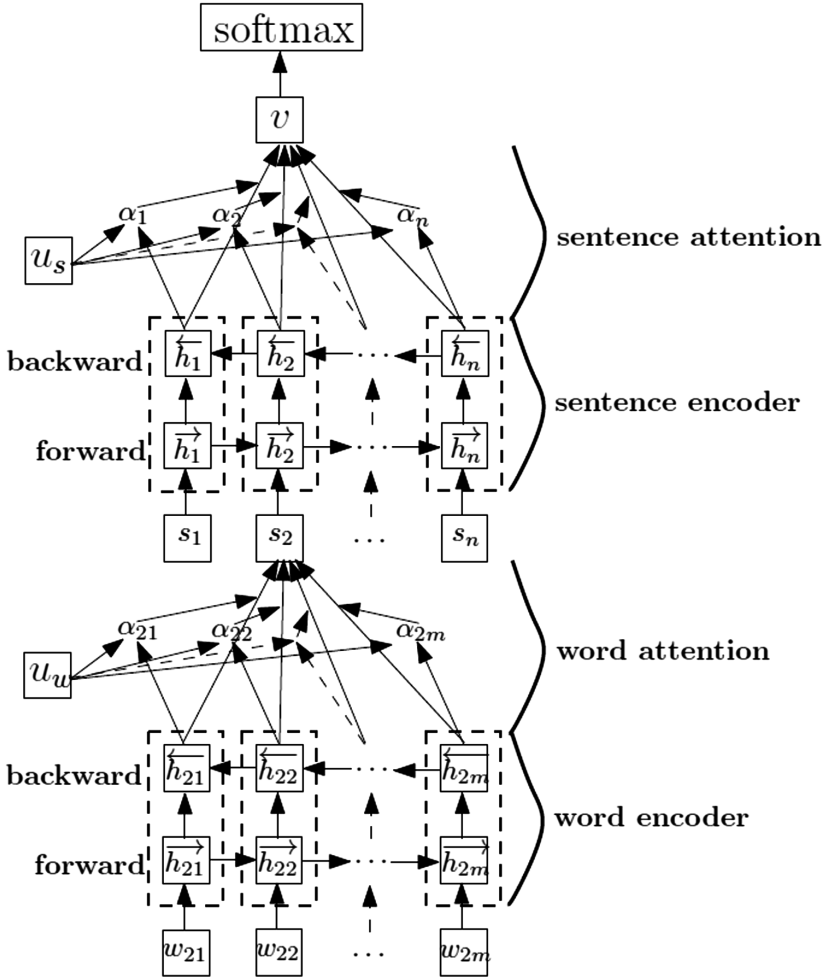 softmax
v
α₁ α₂ αₙ
sentence attention
uₛ
backward ←h₁ ←h₂ ... ←hₙ
sentence encoder
forward →h₁ →h₂ ... →hₙ
s₁ s₂ ... sₙ
α₂₁ α₂₂ α₂ₘ
word attention
u_w
backward ←h₂₁ ←h₂₂ ... ←h₂ₘ
word encoder
forward →h₂₁ →h₂₂ ... →h₂ₘ
w₂₁ w₂₂ ... w₂ₘ